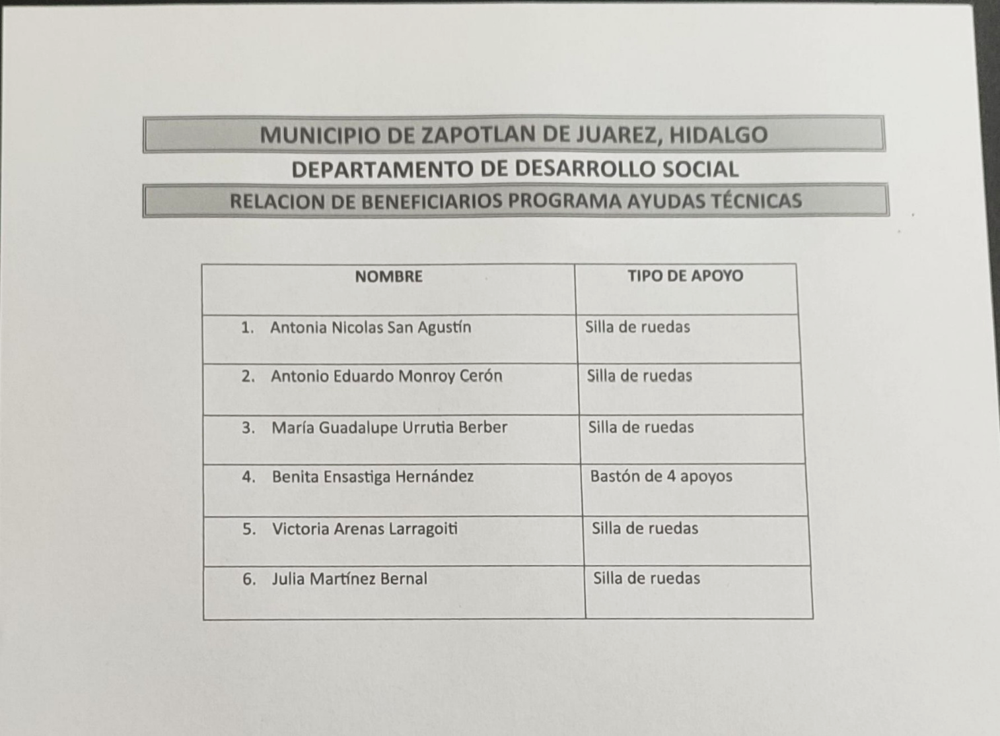 MUNICIPIO DE ZAPOTLAN DE JUAREZ, HIDALGO
DEPARTAMENTO DE DESARROLLO SOCIAL
RELACION DE BENEFICIARIOS PROGRAMA AYUDAS TÉCNICAS
NOMBRE TIPO DE APOYO
1. Antonia Nicolas San Agustín Silla de ruedas
2. Antonio Eduardo Monroy Cerón Silla de ruedas
3. María Guadalupe Urrutia Berber Silla de ruedas
4. Benita Ensastiga Hernández Bastón de 4 apoyos
5. Victoria Arenas Larragoiti Silla de ruedas
6. Julia Martínez Bernal Silla de ruedas